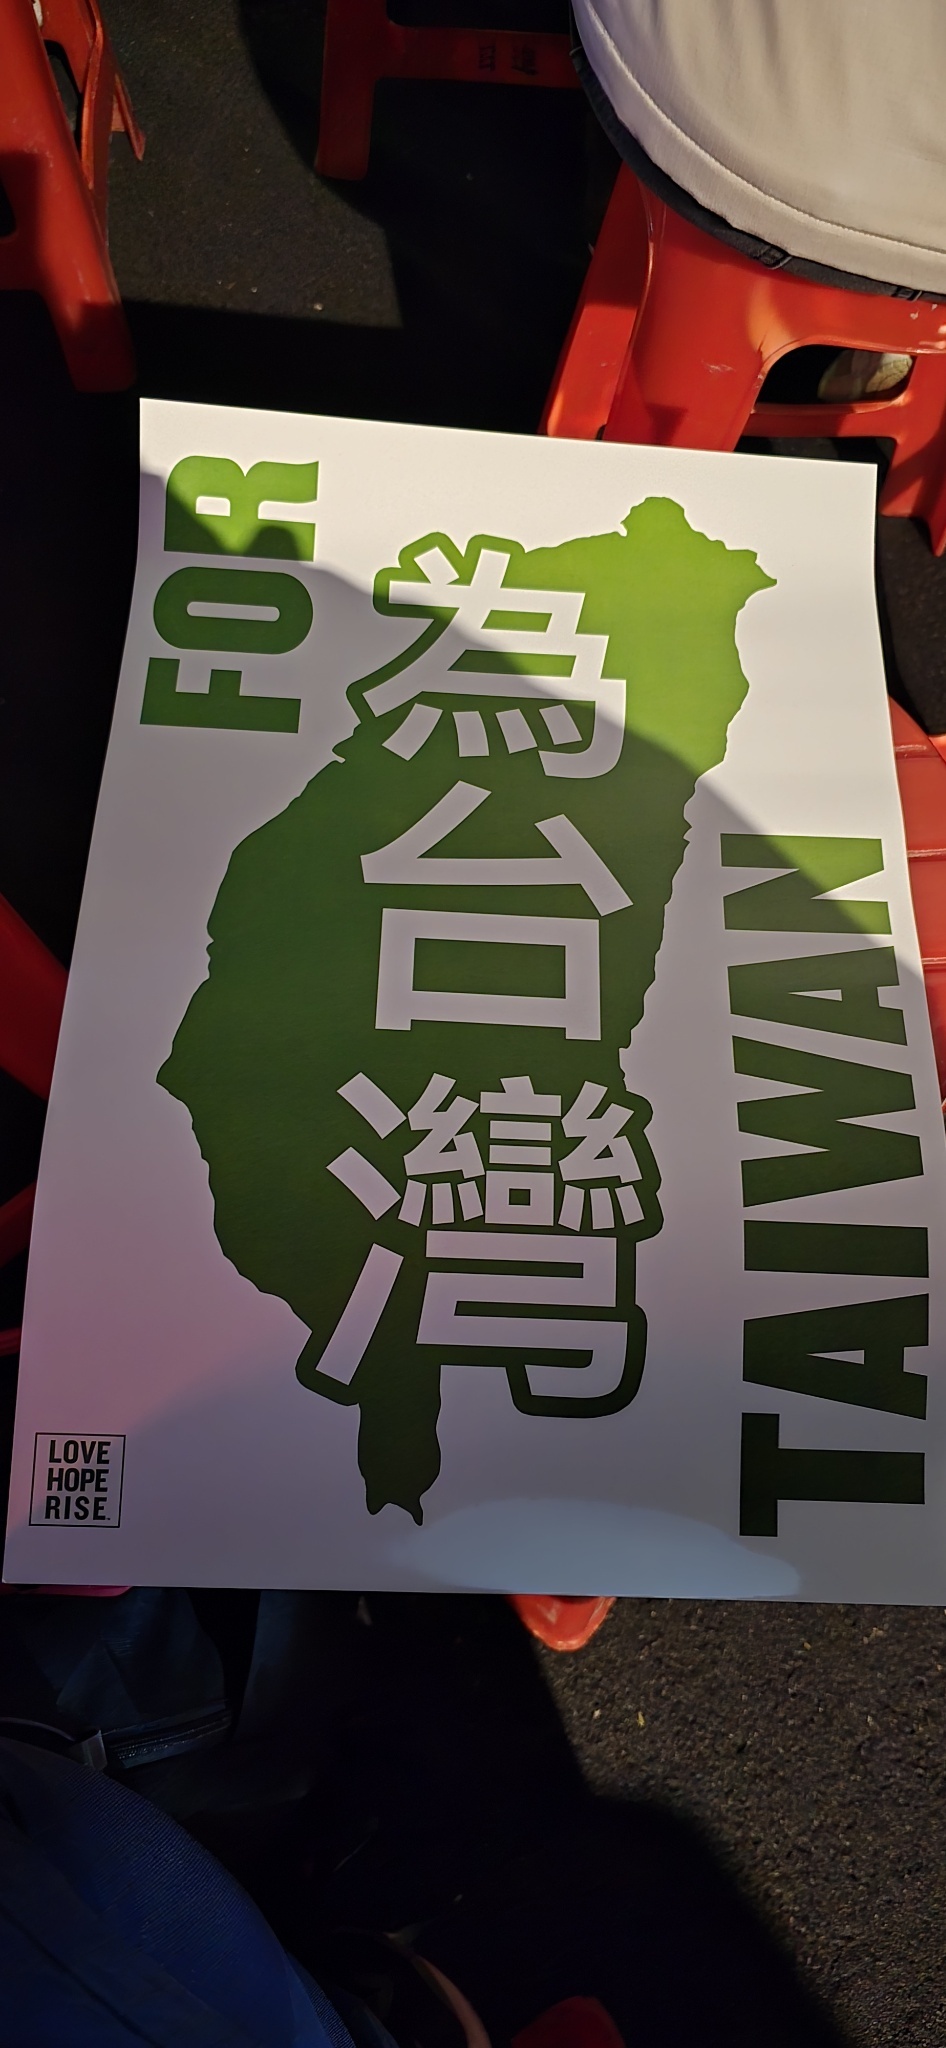 FOR
為台灣
TAIWAN
LOVE
HOPE
RISE.